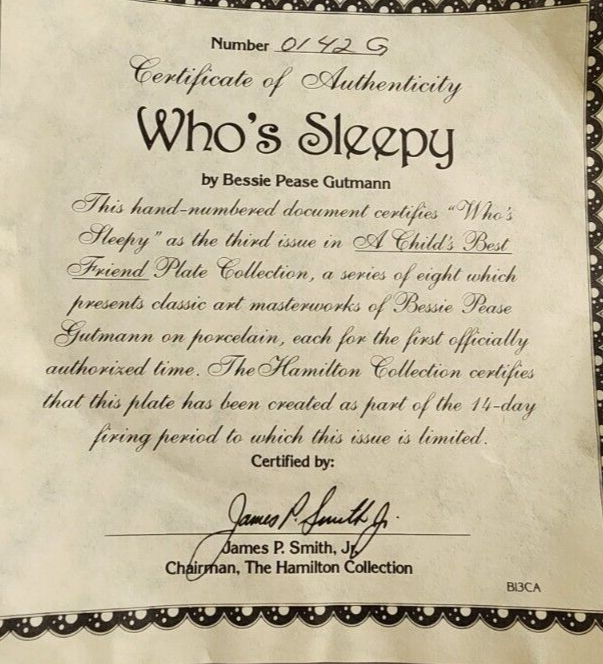 Number 0142 G
Certificate of Authenticity
Who's Sleepy
by Bessie Pease Gutmann
This hand-numbered document certifies "Who's
Sleepy" as the third issue in A Child's Best
Friend Plate Collection, a series of eight which
presents classic art masterworks of Bessie Pease
Gutmann on porcelain, each for the first officially
authorized time. The Hamilton Collection certifies
that this plate has been created as part of the 14-day
firing period to which this issue is limited.
Certified by:
James P. Smith Jr.
James P. Smith, Jr.
Chairman, The Hamilton Collection
B13CA